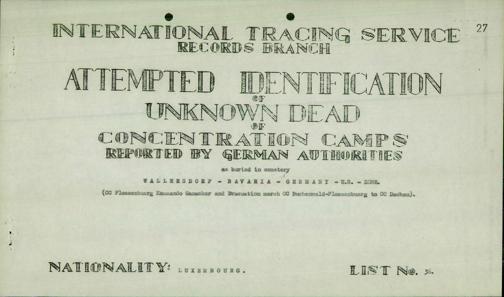 27
INTERNATIONAL TRACING SERVICE
RECORDS BRANCH
ATTEMPTED IDENTIFICATION
OF
UNKNOWN DEAD
OF
CONCENTRATION CAMPS
REPORTED BY GERMAN AUTHORITIES
as buried in cemetery
WALLERSDORF - BAVARIA - GERMANY - U.S. - ZONE.
(CC Flossenburg Kommando Ganacker and Evacuation march CC Buchenwald-Flossenburg to CC Dachau).
NATIONALITY: LUXEMBOURG.
LIST No.